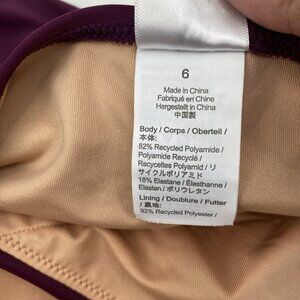 6
Made in China
Fabriqué en Chine
Hergestellt in China
中国製
Body / Corps / Oberteil /
本体:
82% Recycled Polyamide /
Polyamide Recyclé /
Recyceltes Polyamid / リ
サイクルポリアミド
18% Elastane / Élasthanne /
Elastan / ポリウレタン
Lining / Doublure / Futter
/ 裏地:
92% Recycled Polyester /